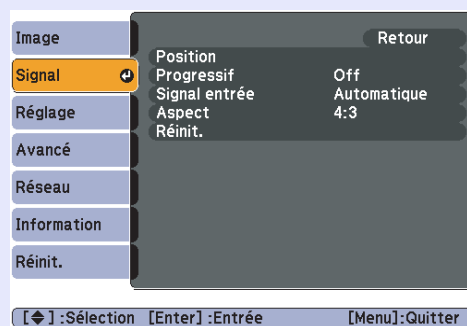 Image
Signal
Réglage
Avancé
Réseau
Information
Réinit.
Retour
Position
Progressif Off
Signal entrée Automatique
Aspect 4:3
Réinit.
[◆] :Sélection [Enter] :Entrée [Menu]:Quitter